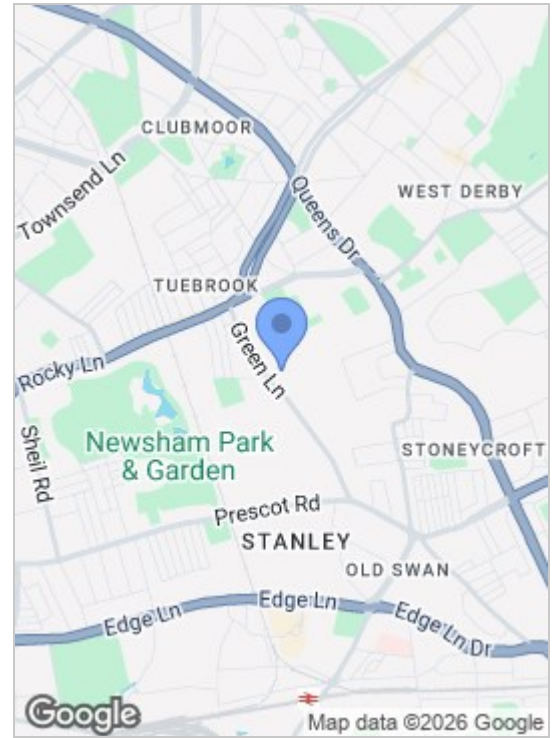 CLUBMOOR
Townsend Ln
Queens Dr
WEST DERBY
TUEBROOK
Green Ln
Rocky Ln
Sheil Rd
Newsham Park
& Garden
STONEYCROFT
Prescot Rd
STANLEY
OLD SWAN
Edge Ln
Edge Ln
Edge Ln Dr
Google
Map data ©2026 Google